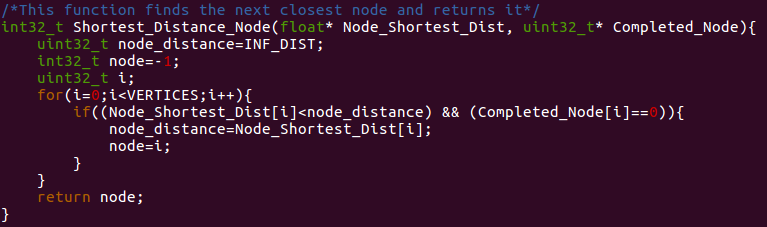 /*This function finds the next closest node and returns it*/
int32_t Shortest_Distance_Node(float* Node_Shortest_Dist, uint32_t* Completed_Node){
    uint32_t node_distance=INF_DIST;
    int32_t node=-1;
    uint32_t i;
    for(i=0;i<VERTICES;i++){
        if((Node_Shortest_Dist[i]<node_distance) && (Completed_Node[i]==0)){
            node_distance=Node_Shortest_Dist[i];
            node=i;
        }
    }
    return node;
}